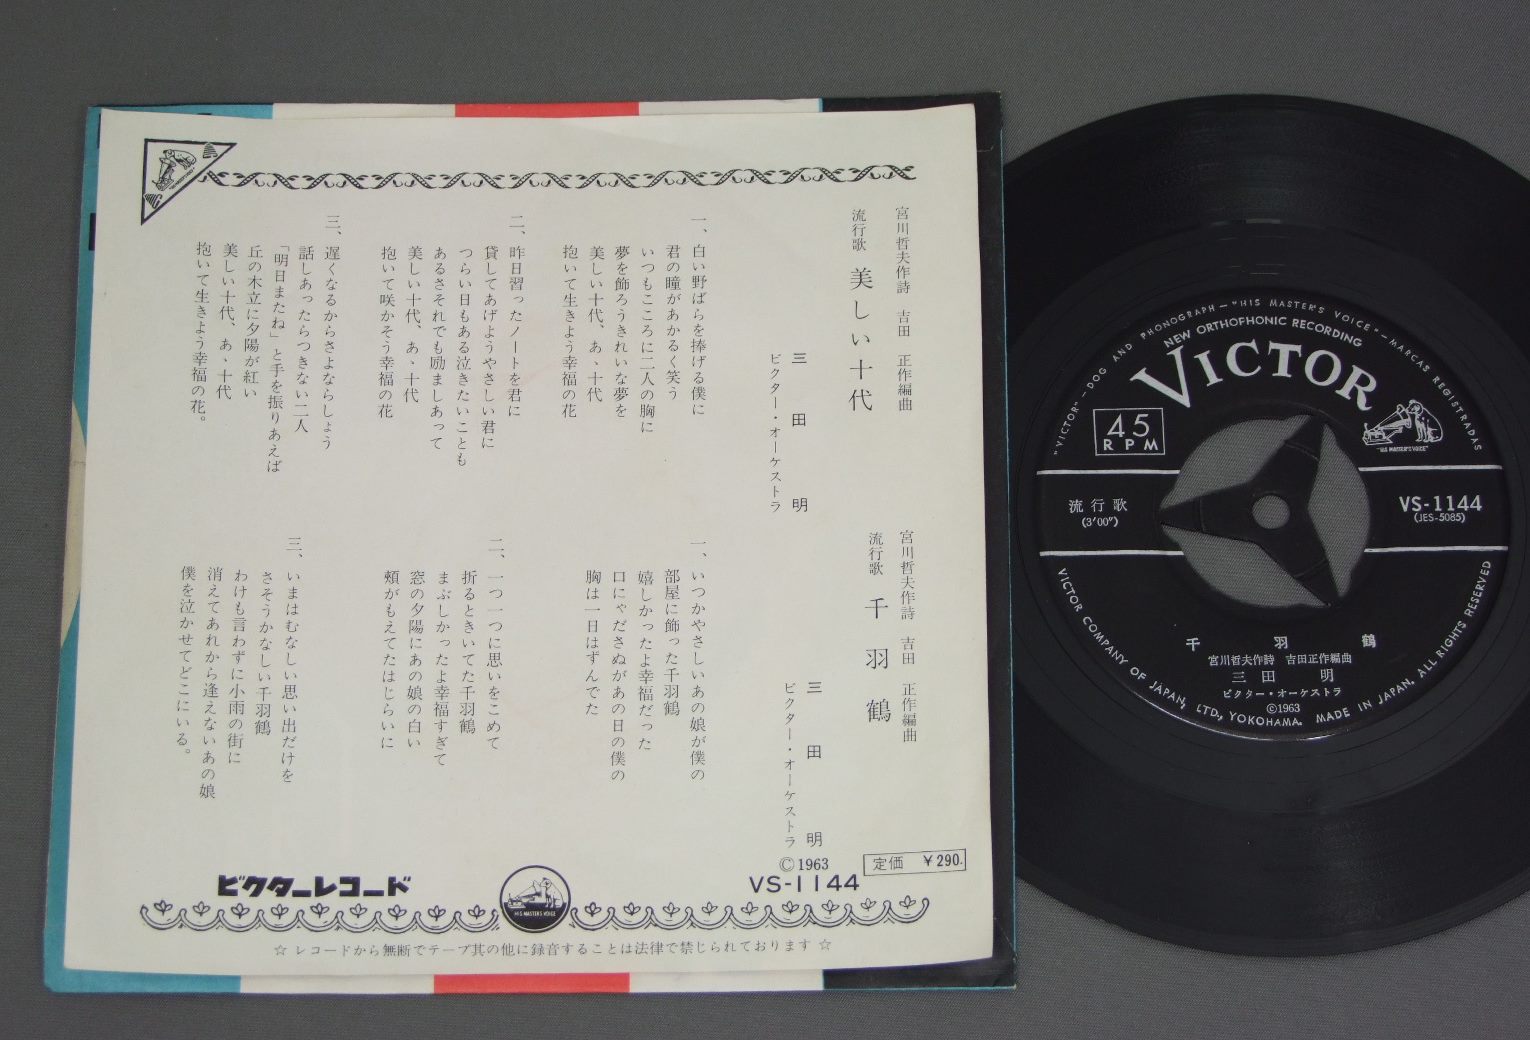 宮川哲夫作詩 吉田 正作編曲
流行歌 美しい十代
三田 明
ビクター・オーケストラ
一、白い野ばらを捧げる僕に
君の瞳があかるく笑う
いつもこころに二人の胸に
夢を飾ろうきれいな夢を
美しい十代、あゝ十代
抱いて生きよう幸福の花
二、昨日習ったノートを君に
貸してあげようやさしい君に
つらい日もある泣きたいことも
あるさそれでも励ましあって
美しい十代、あゝ十代
抱いて咲かそう幸福の花
三、遅くなるからさよならしょう
話しあったらつきない二人
「明日またね」と手を振りあえば
丘の木立に夕陽が紅い
美しい十代、あゝ十代
抱いて生きよう幸福の花。
宮川哲夫作詩 吉田 正作編曲
流行歌 千羽鶴
三田 明
ビクター・オーケストラ
一、いつかやさしいあの娘が僕の
部屋に飾った千羽鶴
嬉しかったよ幸福だった
口にゃださぬがあの日の僕の
胸は一日はずんでた
二、一つ一つに思いをこめて
折るときいてた千羽鶴
まぶしかったよ幸福すぎて
窓の夕陽にあの娘の白い
頬がもえてたはじらいに
三、いまはむなしい思い出だけを
さそうかなしい千羽鶴
わけも言わずに小雨の街に
消えてあれから逢えないあの娘
僕を泣かせてどこにいる。
©1963
定価 ¥290.
ビクターレコード
HIS MASTER'S VOICE
VS-1144
☆ レコードから無断でテープ其の他に録音することは法律で禁じられております ☆
"VICTOR"—DOG AND PHONOGRAPH—"HIS MASTER'S VOICE"—MARCAS REGISTRADAS
NEW ORTHOPHONIC RECORDING
VICTOR
45
RPM
"HIS MASTER'S VOICE"
流行歌
(3'00")
VS-1144
(JES-5085)
千羽鶴
宮川哲夫作詩 吉田正作編曲
三田 明
ビクター・オーケストラ
©1963
VICTOR COMPANY OF JAPAN, LTD, YOKOHAMA. MADE IN JAPAN. ALL RIGHTS RESERVED